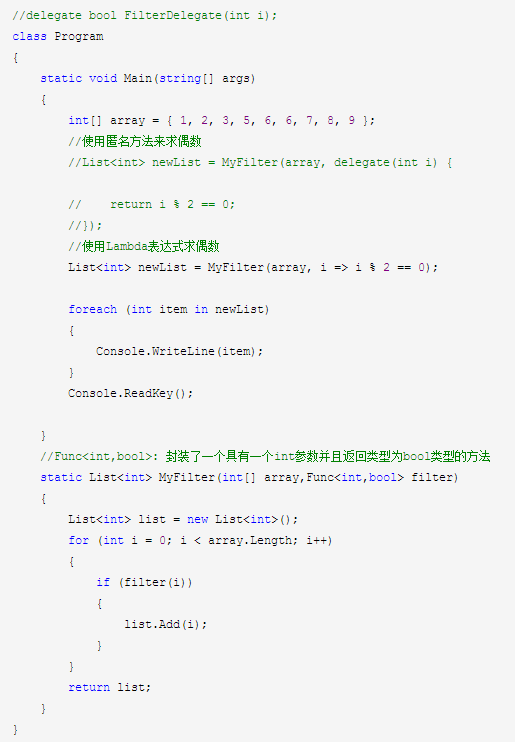 //delegate bool FilterDelegate(int i);
class Program
{
    static void Main(string[] args)
    {
        int[] array = { 1, 2, 3, 5, 6, 6, 7, 8, 9 };
        //使用匿名方法来求偶数
        //List<int> newList = MyFilter(array, delegate(int i) {

        //    return i % 2 == 0;
        //});
        //使用Lambda表达式求偶数
        List<int> newList = MyFilter(array, i => i % 2 == 0);

        foreach (int item in newList)
        {
            Console.WriteLine(item);
        }
        Console.ReadKey();

    }
    //Func<int,bool>: 封装了一个具有一个int参数并且返回类型为bool类型的方法
    static List<int> MyFilter(int[] array,Func<int,bool> filter)
    {
        List<int> list = new List<int>();
        for (int i = 0; i < array.Length; i++)
        {
            if (filter(i))
            {
                list.Add(i);
            }
        }
        return list;
    }
}